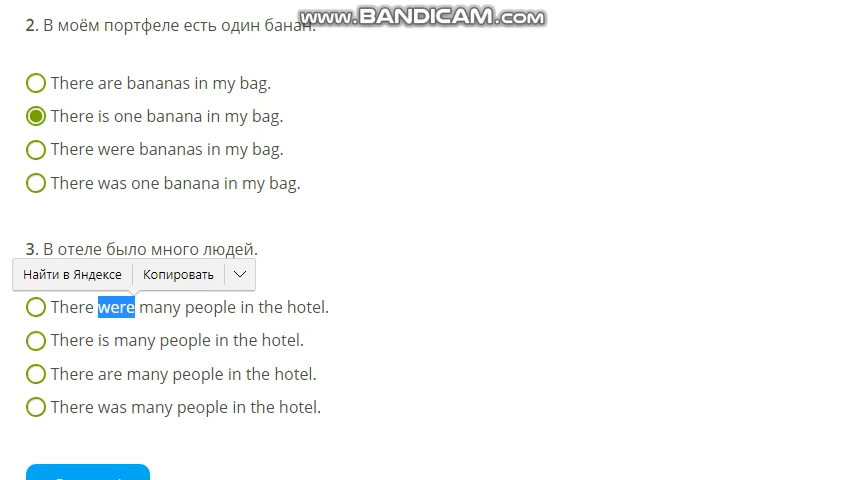 www.BANDICAM.com
2. В моём портфеле есть один банан.
There are bananas in my bag.
There is one banana in my bag.
There were bananas in my bag.
There was one banana in my bag.
3. В отеле было много людей.
Найти в Яндексе Копировать
There were many people in the hotel.
There is many people in the hotel.
There are many people in the hotel.
There was many people in the hotel.